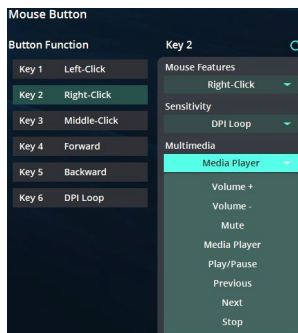 Mouse Button
Button Function
Key 1 Left-Click
Key 2 Right-Click
Key 3 Middle-Click
Key 4 Forward
Key 5 Backward
Key 6 DPI Loop
Key 2
Mouse Features
Right-Click
Sensitivity
DPI Loop
Multimedia
Media Player
Volume +
Volume -
Mute
Media Player
Play/Pause
Previous
Next
Stop